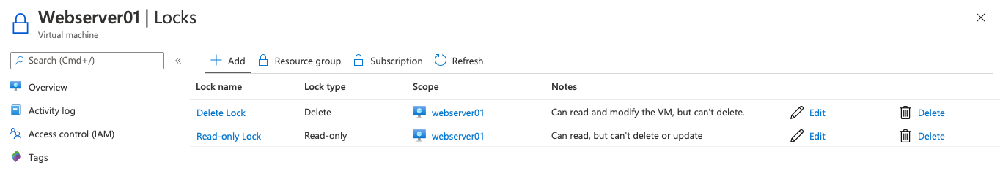 Webserver01 | Locks
Virtual machine
Search (Cmd+/)
«
Add
Resource group
Subscription
Refresh
Overview
Activity log
Access control (IAM)
Tags
Lock name Lock type Scope Notes
Delete Lock Delete webserver01 Can read and modify the VM, but can't delete. Edit Delete
Read-only Lock Read-only webserver01 Can read, but can't delete or update Edit Delete